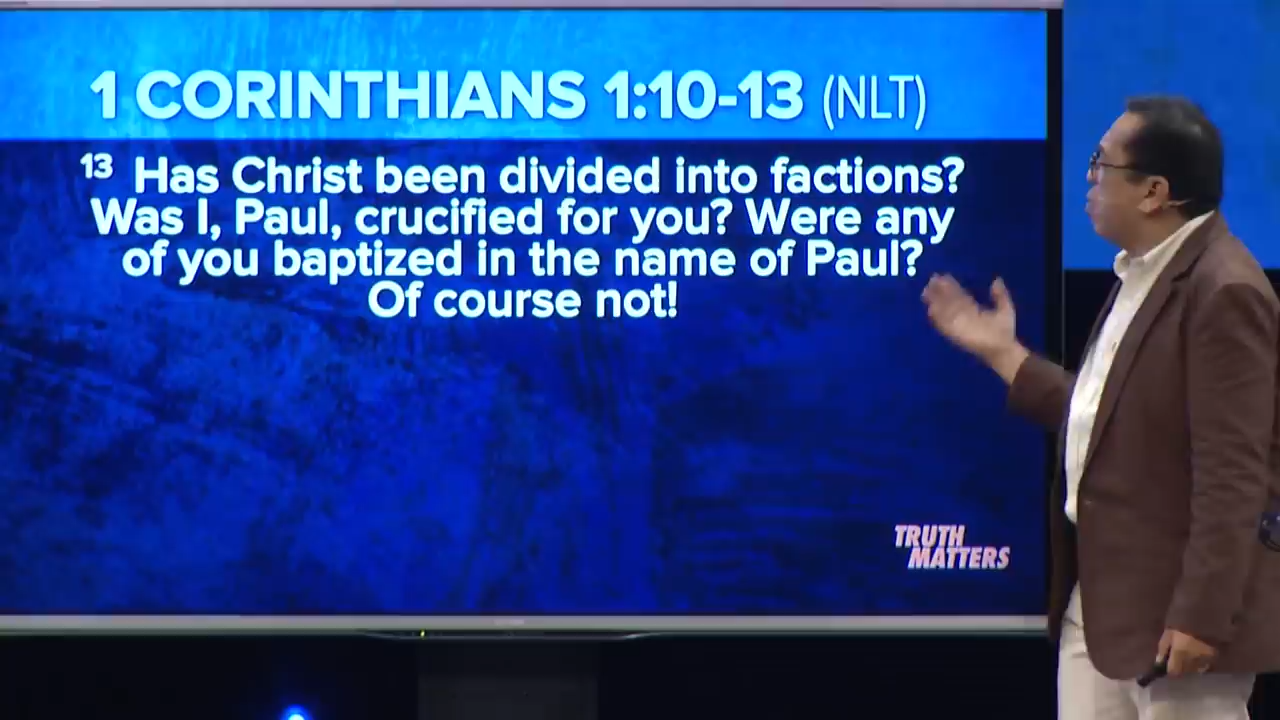 1 CORINTHIANS 1:10-13 (NLT)
13 Has Christ been divided into factions?
Was I, Paul, crucified for you? Were any
of you baptized in the name of Paul?
Of course not!
TRUTH
MATTERS